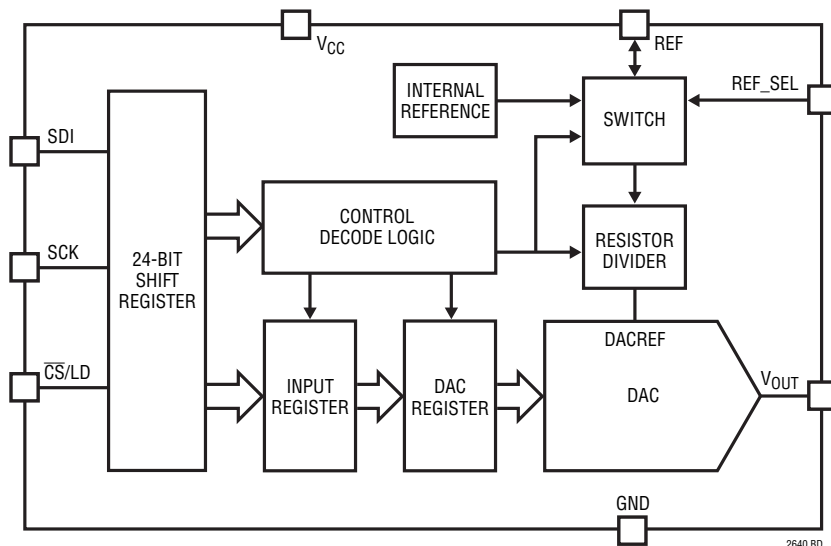 V_CC
REF
INTERNAL
REFERENCE
REF_SEL
SWITCH
SDI
CONTROL
DECODE LOGIC
RESISTOR
DIVIDER
SCK
24-BIT
SHIFT
REGISTER
DACREF
C̅S̅/LD
INPUT
REGISTER
DAC
REGISTER
DAC
V_OUT
GND
2640 BD